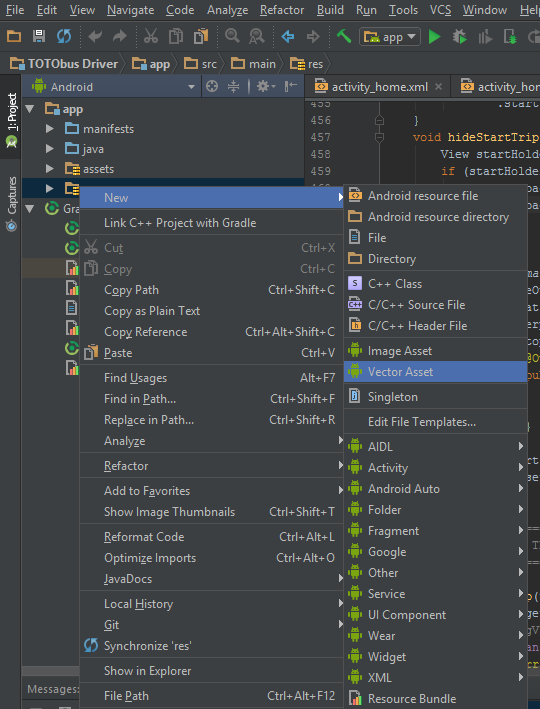 File Edit View Navigate Code Analyze Refactor Build Run Tools VCS Window Help
app
TOTObus Driver app src main res
1: Project
Captures
Android
activity_home.xml
activity_ho
app
manifests
java
assets
Gra
455 .start
456 }
457 void hideStartTrip
458 View startHolde
459 if (startHolde
New
Link C++ Project with Gradle
Cut Ctrl+X
Copy Ctrl+C
Copy Path Ctrl+Shift+C
Copy as Plain Text
Copy Reference Ctrl+Alt+Shift+C
Paste Ctrl+V
Find Usages Alt+F7
Find in Path... Ctrl+Shift+F
Replace in Path... Ctrl+Shift+R
Analyze
Refactor
Add to Favorites
Show Image Thumbnails Ctrl+Shift+T
Reformat Code Ctrl+Alt+L
Optimize Imports Ctrl+Alt+O
JavaDocs
Local History
Git
Synchronize 'res'
Show in Explorer
File Path Ctrl+Alt+F12
Android resource file
Android resource directory
File
Directory
C++ Class
C/C++ Source File
C/C++ Header File
Image Asset
Vector Asset
Singleton
Edit File Templates...
AIDL
Activity
Android Auto
Folder
Fragment
Google
Other
Service
UI Component
Wear
Widget
XML
Resource Bundle
Messages: